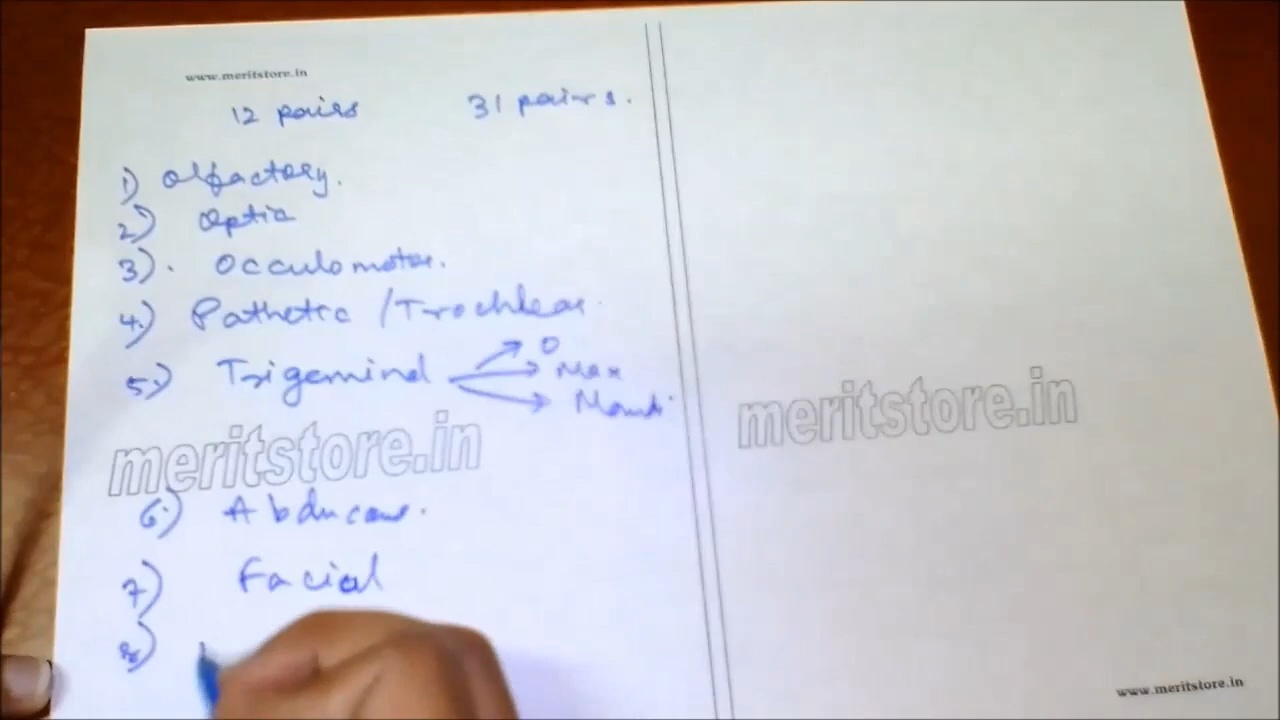 www.meritstore.in
12 pairs 31 pairs.
1) Olfactory.
2) Optic
3). Occulomotor.
4.) Pathetic / Trochlear.
5.) Trigeminal
O
Max
Mand.
meritstore.in
meritstore.in
6.) Abducans.
7) Facial
8)
www.meritstore.in